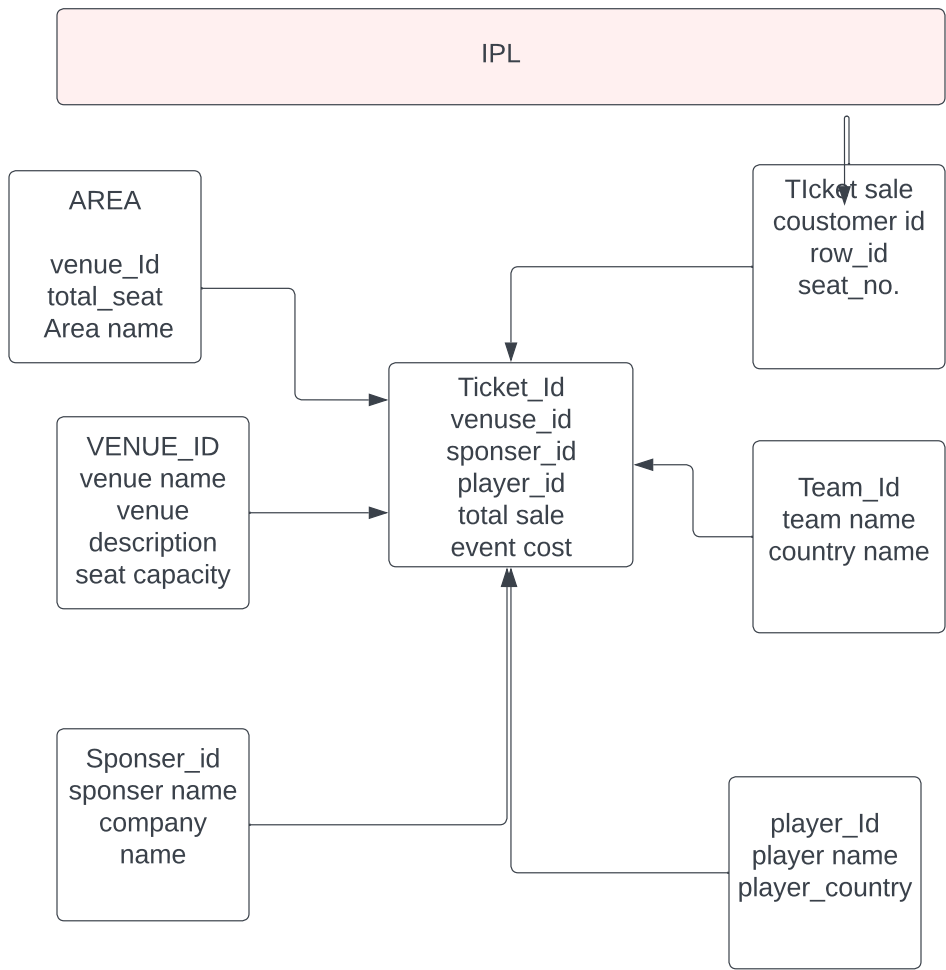 IPL
AREA
venue_Id
total_seat
Area name
TIcket sale
coustomer id
row_id
seat_no.
Ticket_Id
venuse_id
sponser_id
player_id
total sale
event cost
VENUE_ID
venue name
venue
description
seat capacity
Team_Id
team name
country name
Sponser_id
sponser name
company
name
player_Id
player name
player_country